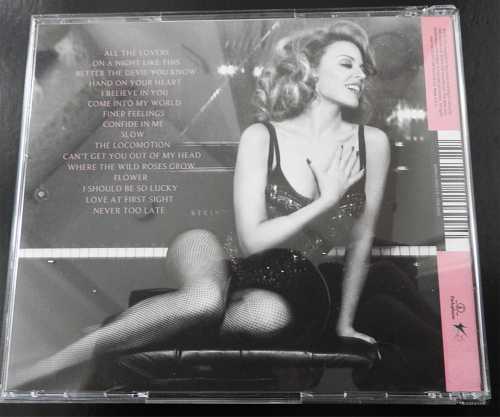 ALL THE LOVERS
ON A NIGHT LIKE THIS
BETTER THE DEVIL YOU KNOW
HAND ON YOUR HEART
I BELIEVE IN YOU
COME INTO MY WORLD
FINER FEELINGS
CONFIDE IN ME
SLOW
THE LOCOMOTION
CAN'T GET YOU OUT OF MY HEAD
WHERE THE WILD ROSES GROW
FLOWER
I SHOULD BE SO LUCKY
LOVE AT FIRST SIGHT
NEVER TOO LATE
Parlophone